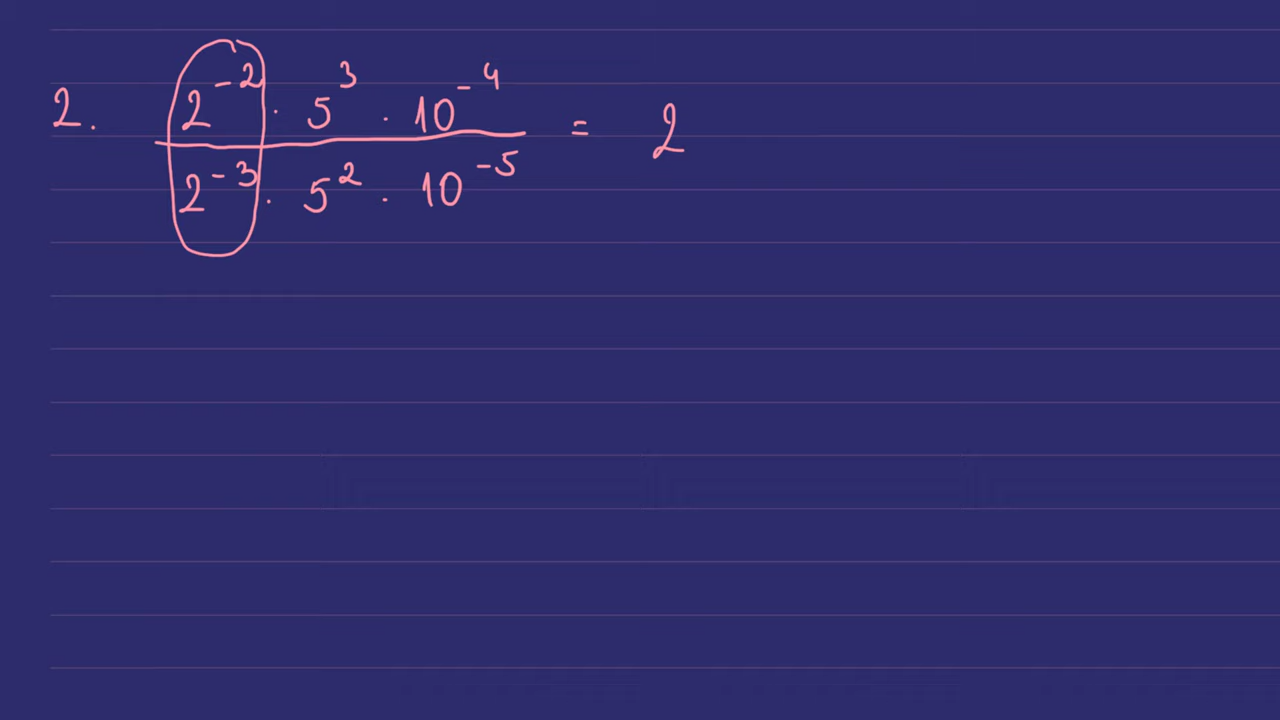 2. 2^-2 · 5^3 · 10^-4 / 2^-3 · 5^2 · 10^-5 = 2